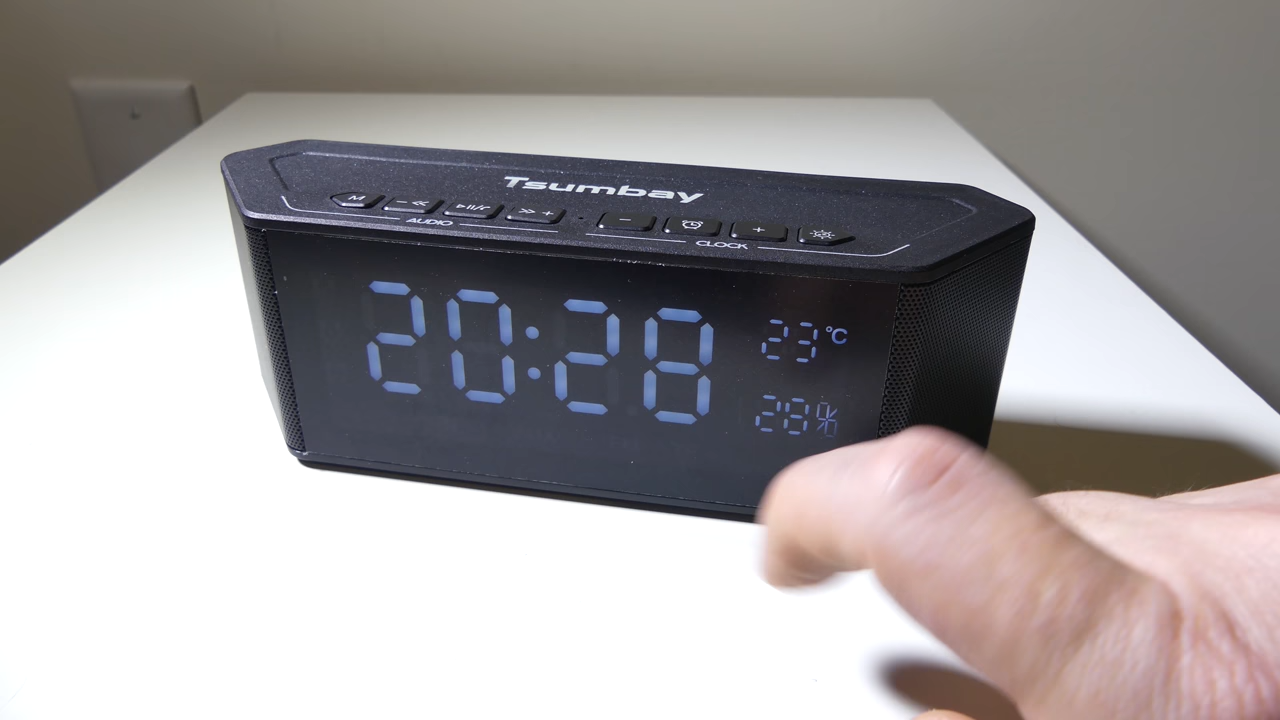 Tsumbay
M − + − +
AUDIO CLOCK
20:28 23°C
28%